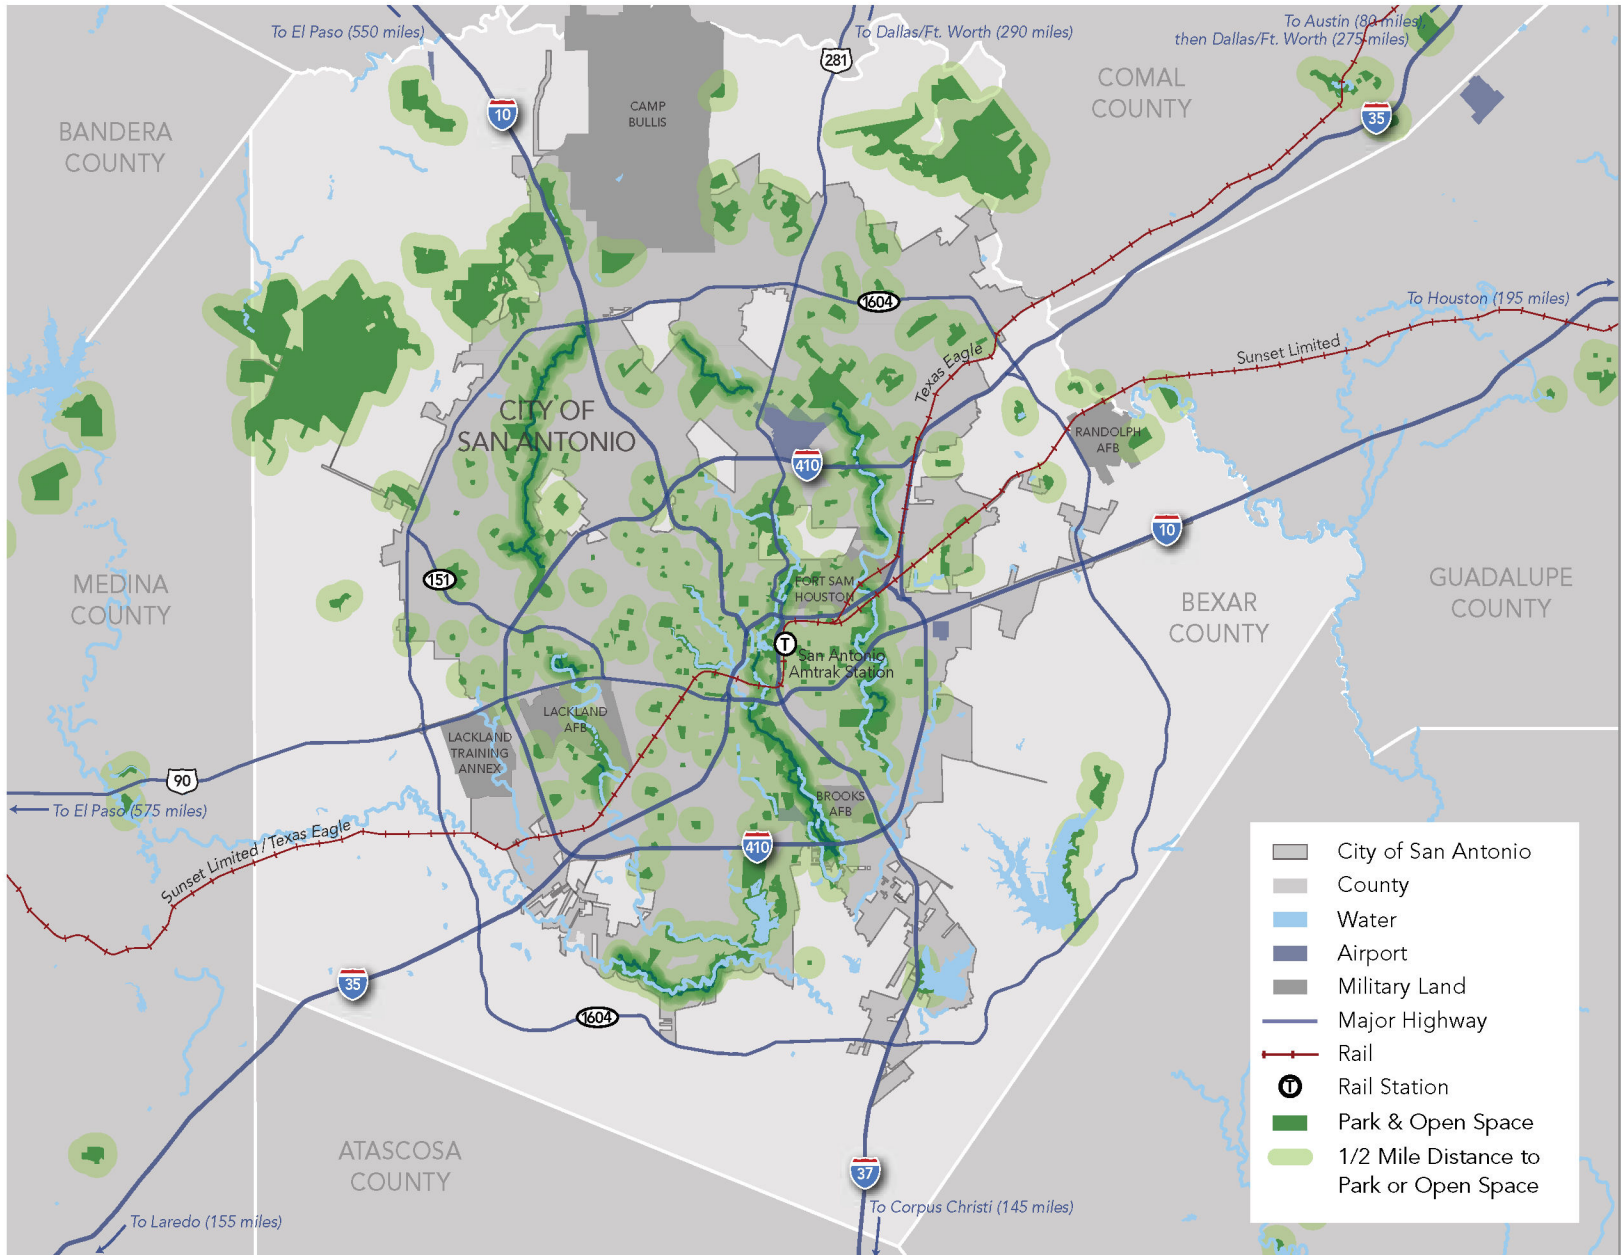 To El Paso (550 miles)
To Dallas/Ft. Worth (290 miles)
To Austin (80 miles),
then Dallas/Ft. Worth (275 miles)
281
CAMP
BULLIS
COMAL
COUNTY
10
35
BANDERA
COUNTY
To Houston (195 miles)
1604
Texas Eagle
Sunset Limited
CITY OF
SAN ANTONIO
RANDOLPH
AFB
410
10
151
MEDINA
COUNTY
FORT SAM
HOUSTON
BEXAR
COUNTY
GUADALUPE
COUNTY
T
San Antonio
Amtrak Station
LACKLAND
AFB
LACKLAND
TRAINING
ANNEX
90
To El Paso (575 miles)
BROOKS
AFB
Sunset Limited / Texas Eagle
410
35
1604
ATASCOSA
COUNTY
37
To Laredo (155 miles)
To Corpus Christi (145 miles)
City of San Antonio
County
Water
Airport
Military Land
Major Highway
Rail
T
Rail Station
Park & Open Space
1/2 Mile Distance to
Park or Open Space